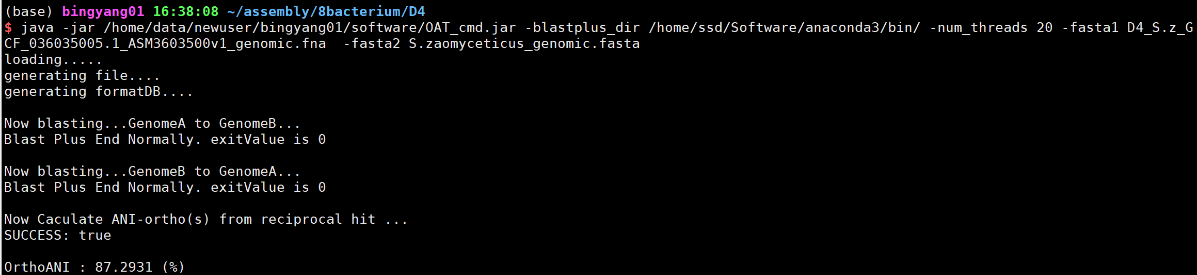 (base) bingyang01 16:38:08 ~/assembly/8bacterium/D4
$ java -jar /home/data/newuser/bingyang01/software/OAT_cmd.jar -blastplus_dir /home/ssd/Software/anaconda3/bin/ -num_threads 20 -fasta1 D4_S.z_G
CF_036035005.1_ASM3603500v1_genomic.fna  -fasta2 S.zaomyceticus_genomic.fasta
loading.....
generating file....
generating formatDB....
Now blasting...GenomeA to GenomeB...
Blast Plus End Normally. exitValue is 0
Now blasting...GenomeB to GenomeA...
Blast Plus End Normally. exitValue is 0
Now Caculate ANI-ortho(s) from reciprocal hit ...
SUCCESS: true
OrthoANI : 87.2931 (%)